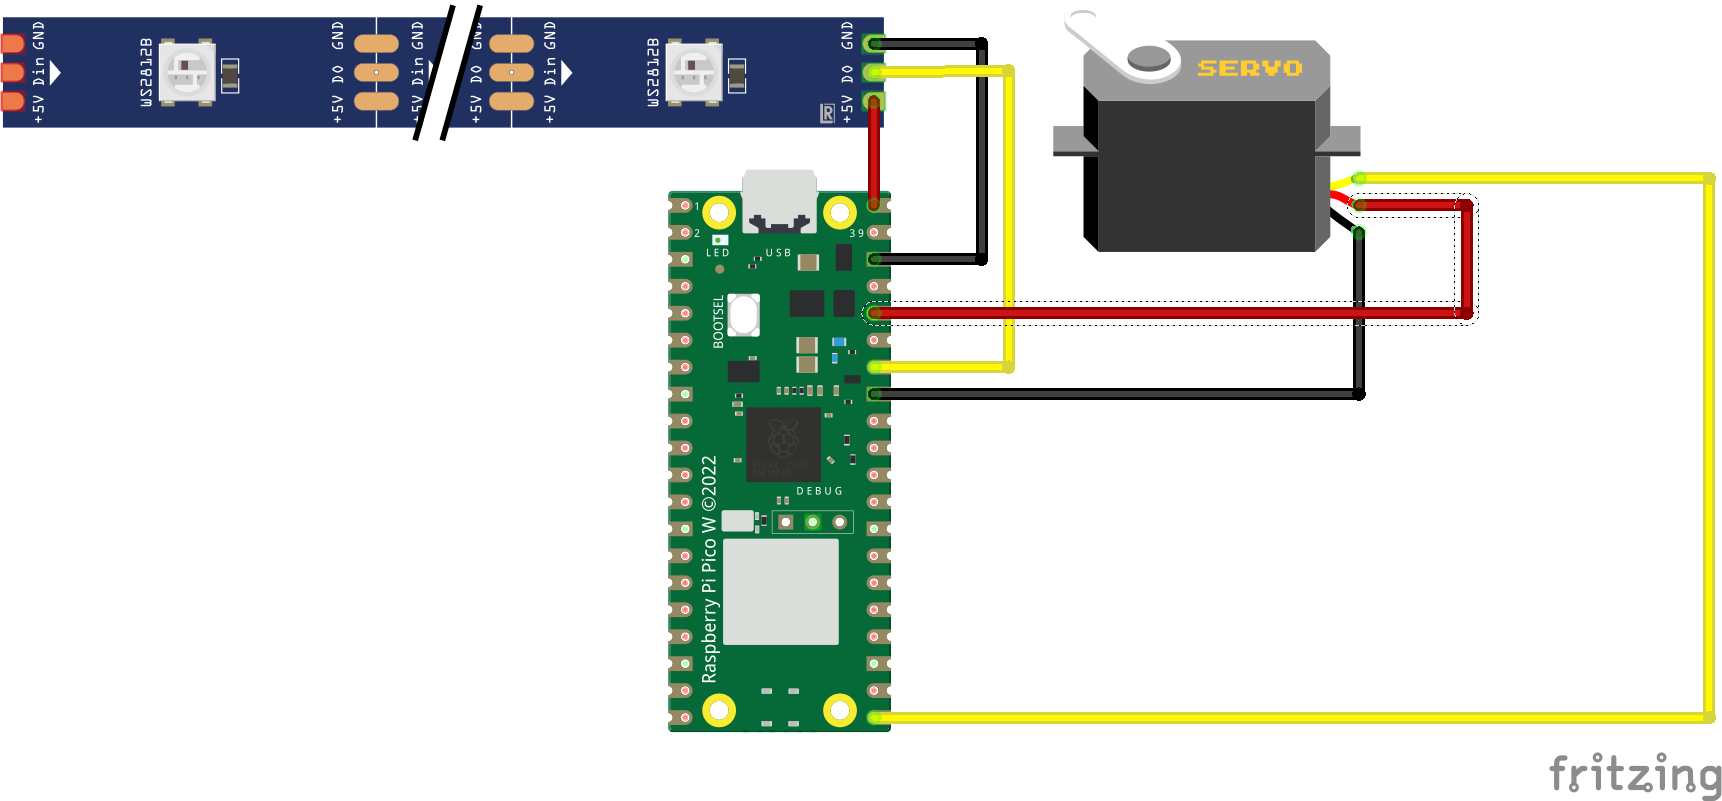 GND
Din
+5V
WS2812B
GND
DO
+5V
GND
Din
+5V
GND
DO
+5V
GND
Din
+5V
WS2812B
LR
GND
DO
+5V
SERVO
1
2
39
LED
USB
BOOTSEL
DEBUG
Raspberry Pi Pico W ©2022
fritzing